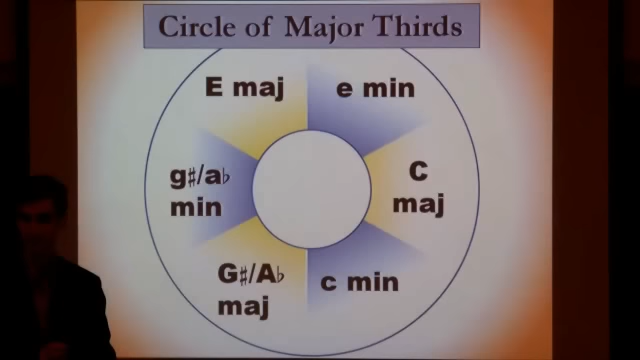 Circle of Major Thirds
E maj
e min
g♯/a♭
min
C
maj
G♯/A♭
maj
c min